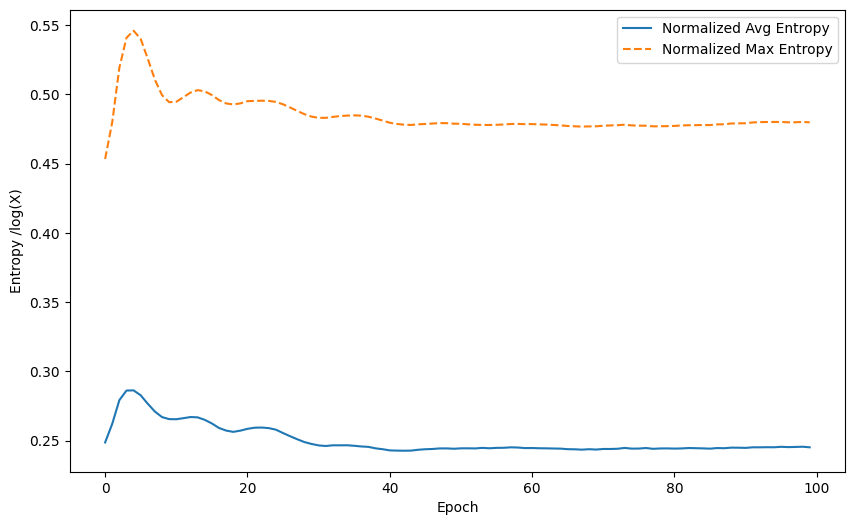 Normalized Avg Entropy
Normalized Max Entropy
0.55
0.50
0.45
0.40
0.35
0.30
0.25
Entropy /log(X)
0 20 40 60 80 100
Epoch